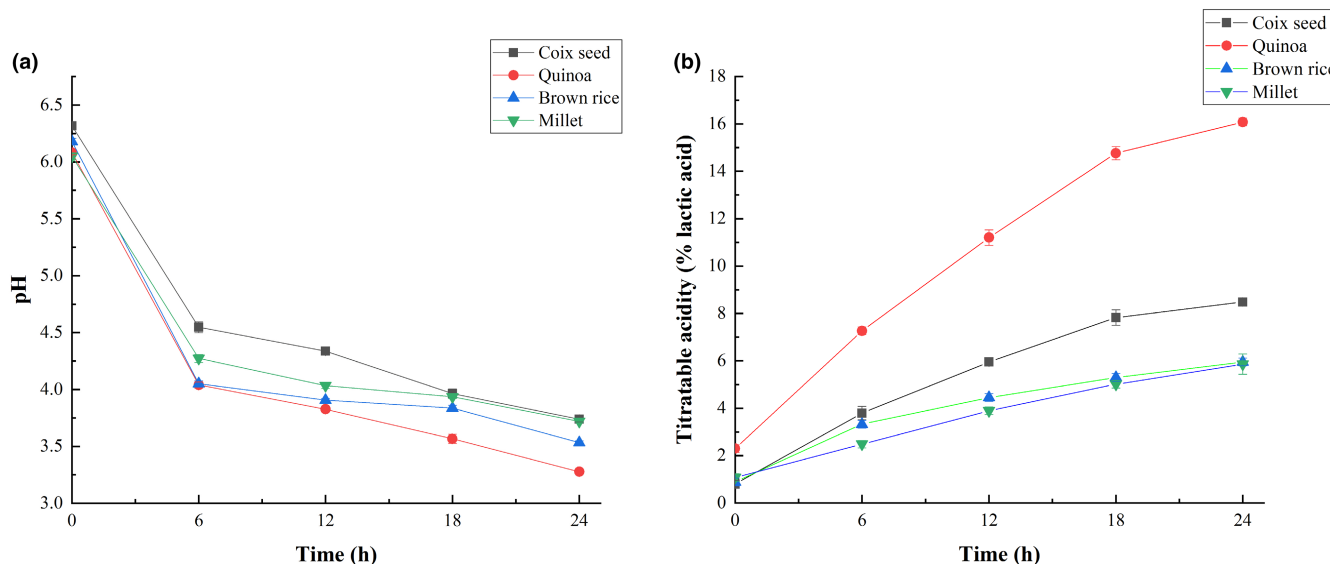 (a)
Coix seed
Quinoa
Brown rice
Millet
6.5
6.0
5.5
5.0
4.5
4.0
3.5
3.0
pH
0 6 12 18 24
Time (h)
(b)
Coix seed
Quinoa
Brown rice
Millet
18
16
14
12
10
8
6
4
2
0
Titratable acidity (% lactic acid)
0 6 12 18 24
Time (h)